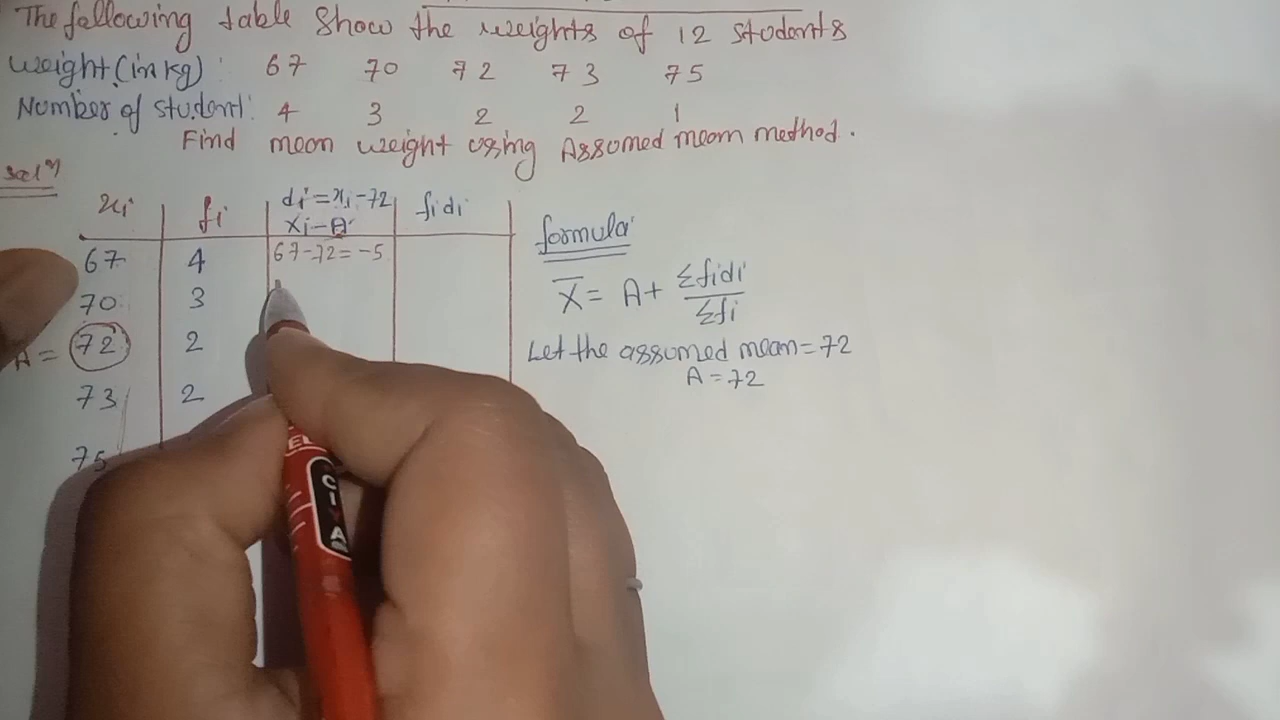 The following table show the weights of 12 students
Weight (in kg) : 67 70 72 73 75
Number of student: 4 3 2 2 1
Find mean weight using Assumed mean method.
Solⁿ
xi fi di = xi - 72 fidi
xi - A
67 4 67-72 = -5
70 3
A = 72 2
73 2
75
formula
X̄ = A + Σfidi / Σfi
Let the assumed mean = 72
A = 72
CIVA